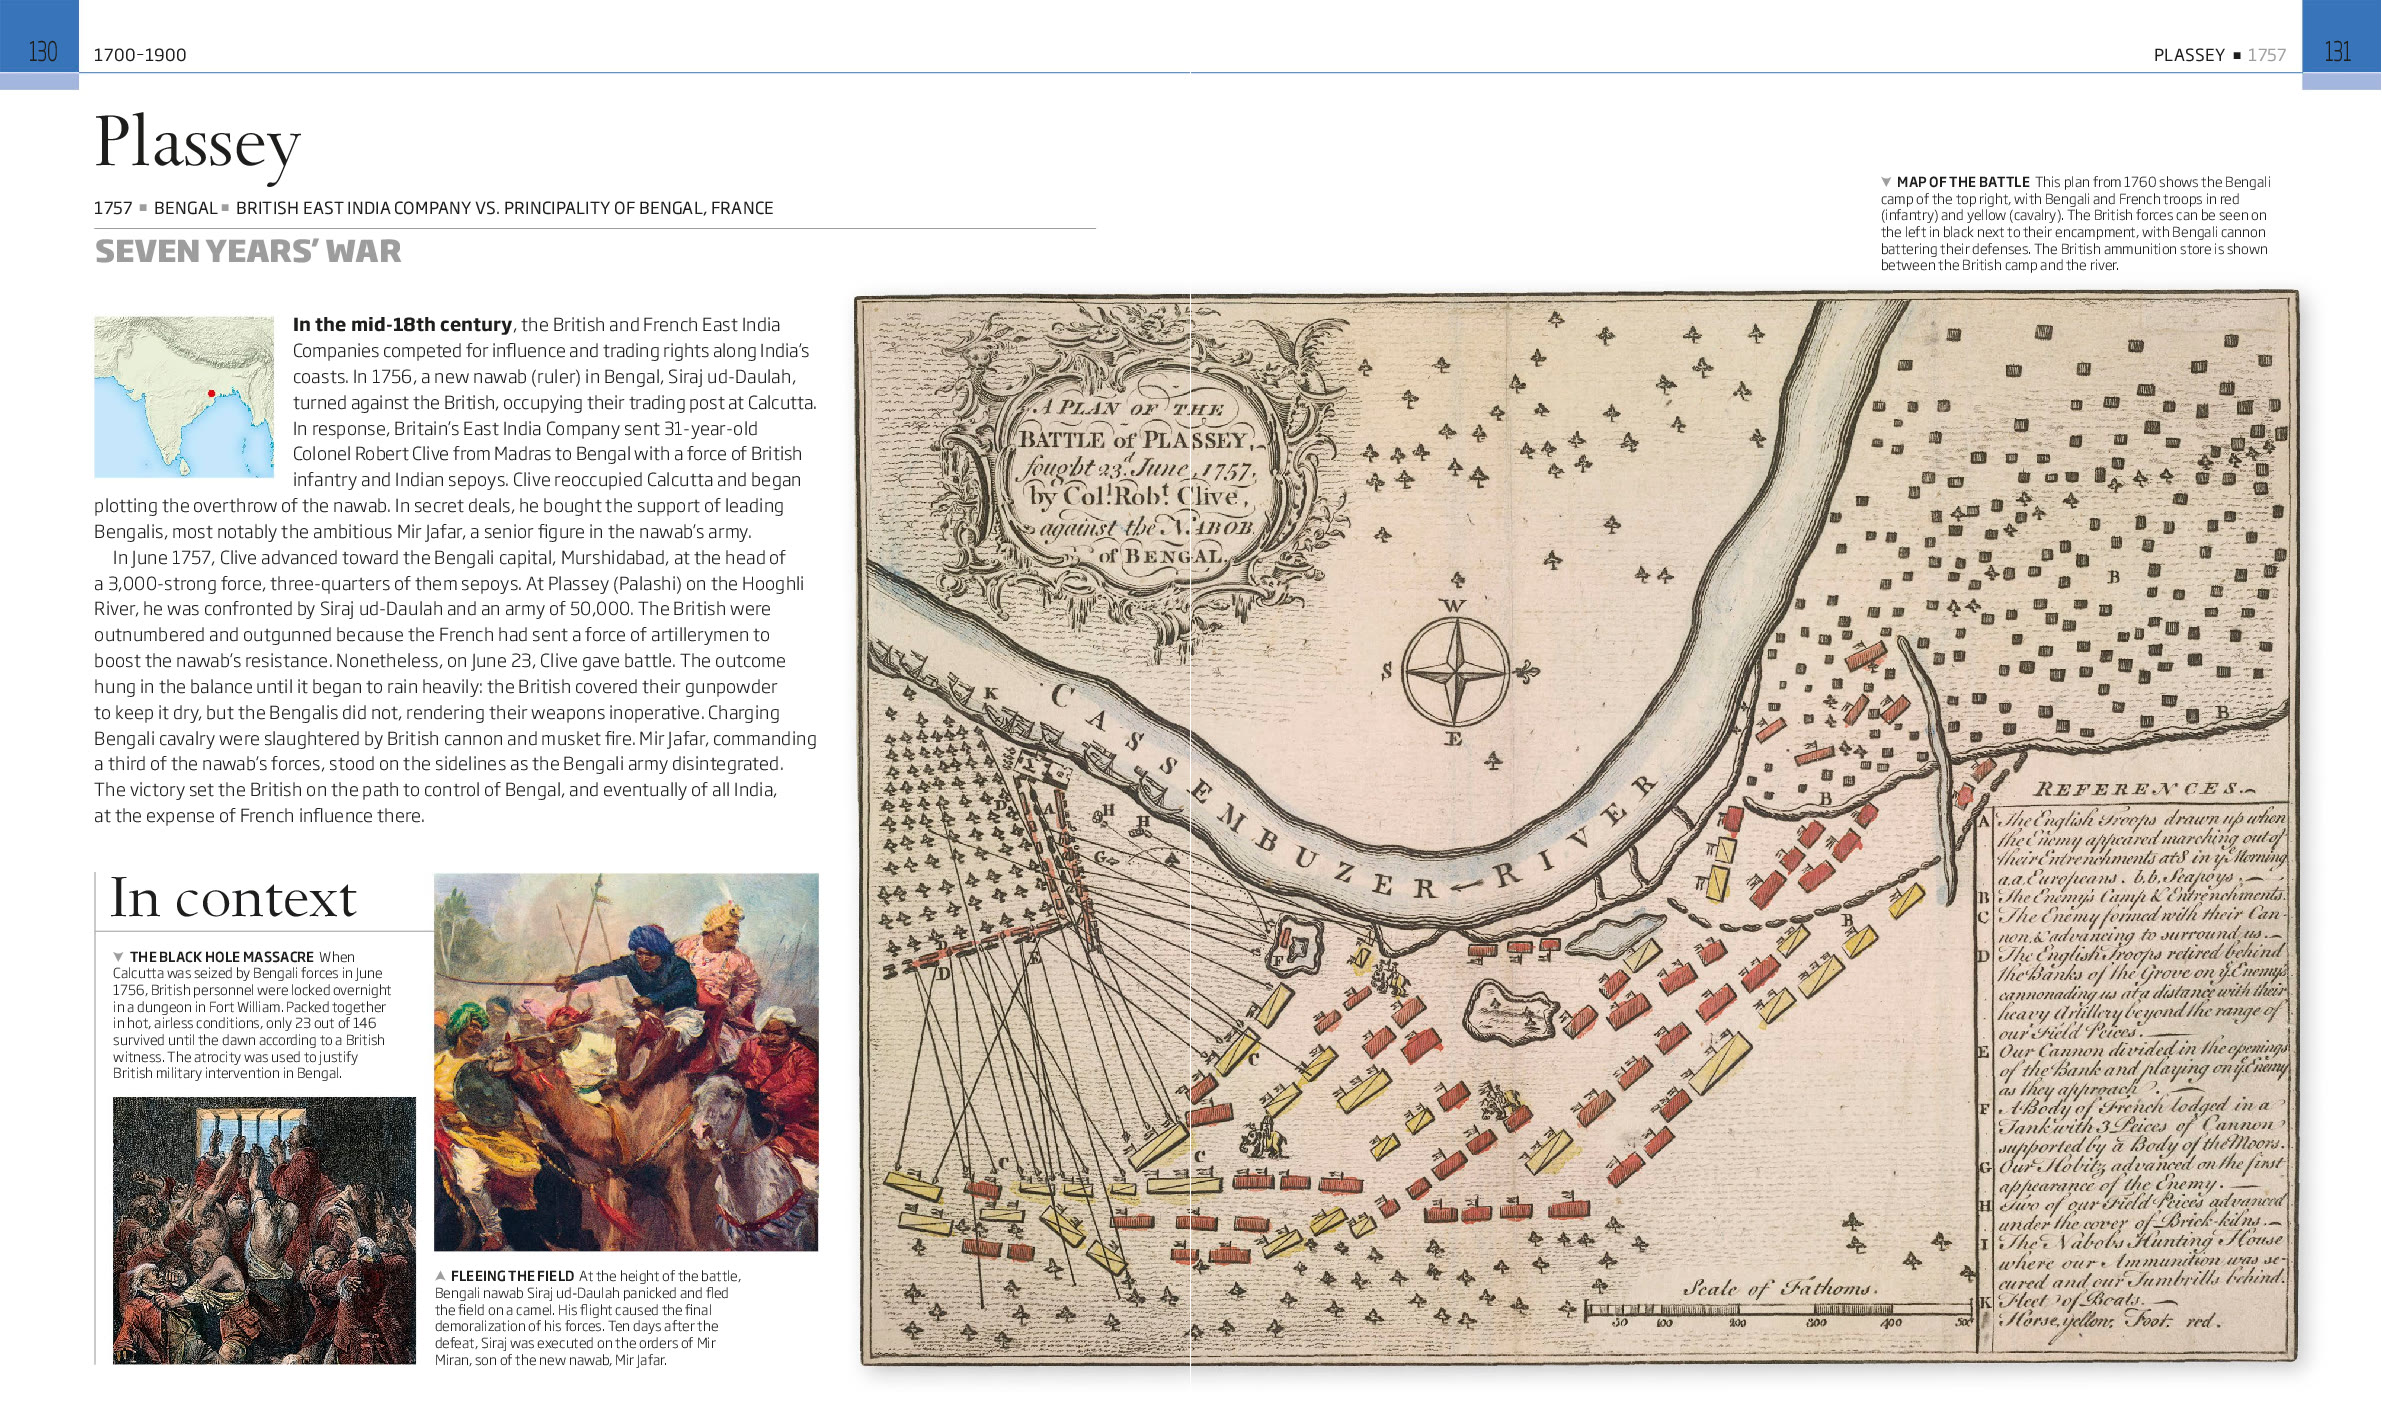 130
1700–1900
PLASSEY ■ 1757
131
Plassey
1757 ■ BENGAL ■ BRITISH EAST INDIA COMPANY VS. PRINCIPALITY OF BENGAL, FRANCE
SEVEN YEARS’ WAR
In the mid-18th century, the British and French East India
Companies competed for influence and trading rights along India’s
coasts. In 1756, a new nawab (ruler) in Bengal, Siraj ud-Daulah,
turned against the British, occupying their trading post at Calcutta.
In response, Britain’s East India Company sent 31-year-old
Colonel Robert Clive from Madras to Bengal with a force of British
infantry and Indian sepoys. Clive reoccupied Calcutta and began
plotting the overthrow of the nawab. In secret deals, he bought the support of leading
Bengalis, most notably the ambitious Mir Jafar, a senior figure in the nawab’s army.
In June 1757, Clive advanced toward the Bengali capital, Murshidabad, at the head of
a 3,000-strong force, three-quarters of them sepoys. At Plassey (Palashi) on the Hooghli
River, he was confronted by Siraj ud-Daulah and an army of 50,000. The British were
outnumbered and outgunned because the French had sent a force of artillerymen to
boost the nawab’s resistance. Nonetheless, on June 23, Clive gave battle. The outcome
hung in the balance until it began to rain heavily: the British covered their gunpowder
to keep it dry, but the Bengalis did not, rendering their weapons inoperative. Charging
Bengali cavalry were slaughtered by British cannon and musket fire. Mir Jafar, commanding
a third of the nawab’s forces, stood on the sidelines as the Bengali army disintegrated.
The victory set the British on the path to control of Bengal, and eventually of all India,
at the expense of French influence there.
In context
▼ THE BLACK HOLE MASSACRE When
Calcutta was seized by Bengali forces in June
1756, British personnel were locked overnight
in a dungeon in Fort William. Packed together
in hot, airless conditions, only 23 out of 146
survived until the dawn according to a British
witness. The atrocity was used to justify
British military intervention in Bengal.
▲ FLEEING THE FIELD At the height of the battle,
Bengali nawab Siraj ud-Daulah panicked and fled
the field on a camel. His flight caused the final
demoralization of his forces. Ten days after the
defeat, Siraj was executed on the orders of Mir
Miran, son of the new nawab, Mir Jafar.
▼ MAP OF THE BATTLE This plan from 1760 shows the Bengali
camp of the top right, with Bengali and French troops in red
(infantry) and yellow (cavalry). The British forces can be seen on
the left in black next to their encampment, with Bengali cannon
battering their defenses. The British ammunition store is shown
between the British camp and the river.
A PLAN OF THE
BATTLE of PLASSEY,
fought 23.d June, 1757,
by Col.l Rob.t Clive,
against the NABOB
of BENGAL.
W
S
E
CASSEMBUZER RIVER
K
H
H
G
A
D
D
D
E
F
C
C
C
B
B
B
B
REFERENCES.
A The English Troops drawn up when
the Enemy appeared marching out of
their Entrenchments at 8 in ye Morning
a.a. Europeans. b.b. Seapoys.
B The Enemy's Camp & Entrenchments.
C The Enemy formed with their Can-
non, & advancing to surround us.
D The English Troops retired behind
the Banks of the Grove on ye Enemy's
cannonading us at a distance with their
heavy Artillery beyond the range of
our Field Peices.
E Our Cannon divided in the openings
of the Bank and playing on ye Enemy
as they approach.
F A Body of French lodged in a
Tank with 3 Peices of Cannon
supported by a Body of the Moors.
G Our Hobitz advanced on the first
appearance of the Enemy.
H Two of our Field Peices advanced
under the cover of Brick-kilns.
I The Nabobs Hunting House
where our Ammunition was se-
cured and our Tumbrills behind.
K Fleet of Boats.
Horse, yellow, Foot. red.
Scale of Fathoms.
50 100 200 300 400 500